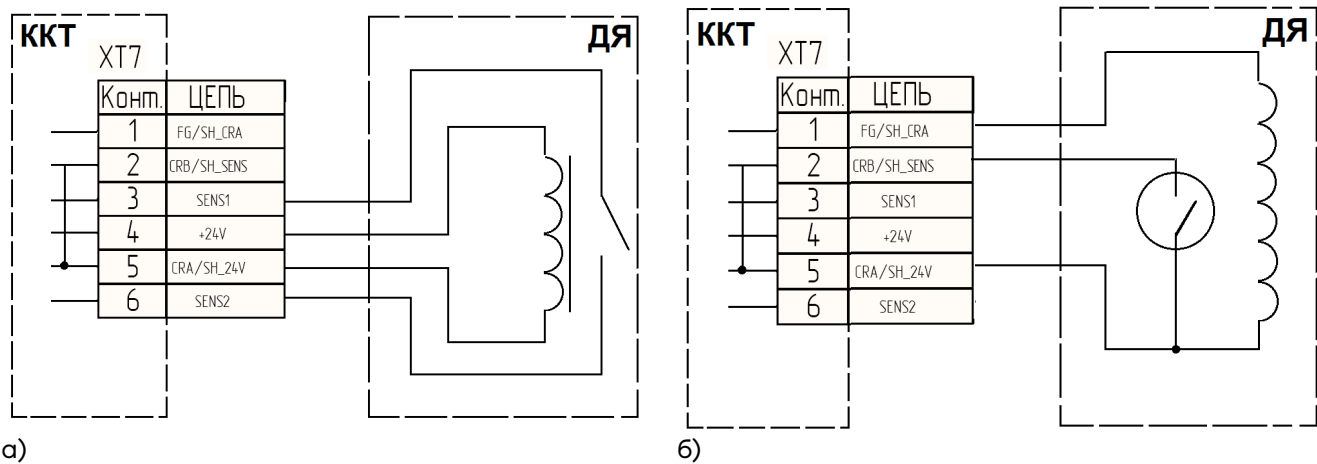 ККТ
ДЯ
XT7
Конт. ЦЕПЬ
1 FG/SH_CRA
2 CRB/SH_SENS
3 SENS1
4 +24V
5 CRA/SH_24V
6 SENS2
а)
ККТ
ДЯ
XT7
Конт. ЦЕПЬ
1 FG/SH_CRA
2 CRB/SH_SENS
3 SENS1
4 +24V
5 CRA/SH_24V
6 SENS2
б)